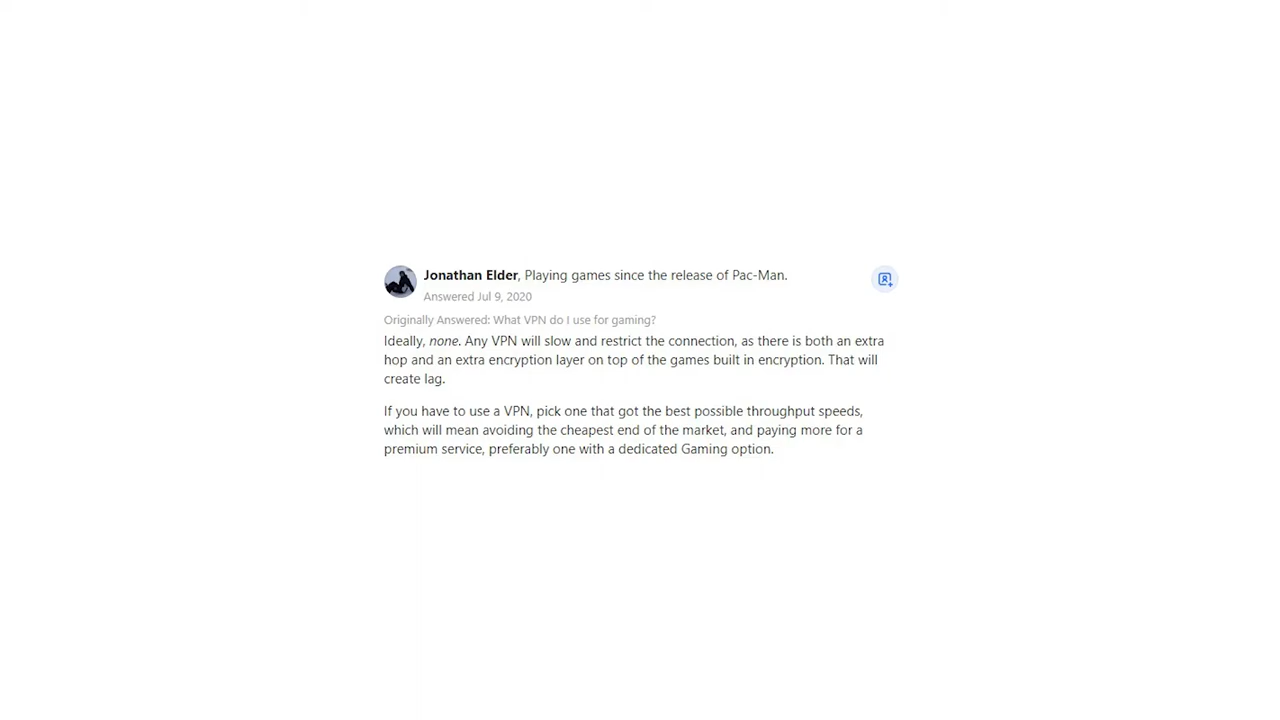 Jonathan Elder, Playing games since the release of Pac-Man.
Answered Jul 9, 2020
Originally Answered: What VPN do I use for gaming?
Ideally, none. Any VPN will slow and restrict the connection, as there is both an extra
hop and an extra encryption layer on top of the games built in encryption. That will
create lag.
If you have to use a VPN, pick one that got the best possible throughput speeds,
which will mean avoiding the cheapest end of the market, and paying more for a
premium service, preferably one with a dedicated Gaming option.